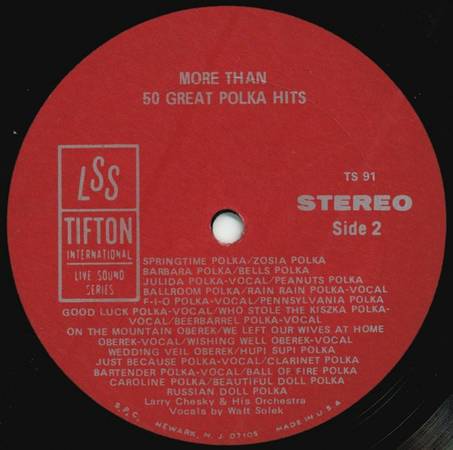 MORE THAN
50 GREAT POLKA HITS
LSS
TIFTON
INTERNATIONAL
LIVE SOUND
SERIES
TS 91
STEREO
Side 2
SPRINGTIME POLKA/ZOSIA POLKA
BARBARA POLKA/BELLS POLKA
JULIDA POLKA-VOCAL/PEANUTS POLKA
BALLROOM POLKA/RAIN RAIN POLKA-VOCAL
F-I-O POLKA-VOCAL/PENNSYLVANIA POLKA
GOOD LUCK POLKA-VOCAL/WHO STOLE THE KISZKA POLKA-
VOCAL/BEERBARREL POLKA-VOCAL
ON THE MOUNTAIN OBEREK/WE LEFT OUR WIVES AT HOME
OBEREK-VOCAL/WISHING WELL OBEREK-VOCAL
WEDDING VEIL OBEREK/HUPI SUPI POLKA
JUST BECAUSE POLKA-VOCAL/CLARINET POLKA
BARTENDER POLKA-VOCAL/BALL OF FIRE POLKA
CAROLINE POLKA/BEAUTIFUL DOLL POLKA
RUSSIAN DOLL POLKA
Larry Chesky & His Orchestra
Vocals by Walt Solek
S.P.C. NEWARK, N. J. 07105 MADE IN U.S.A